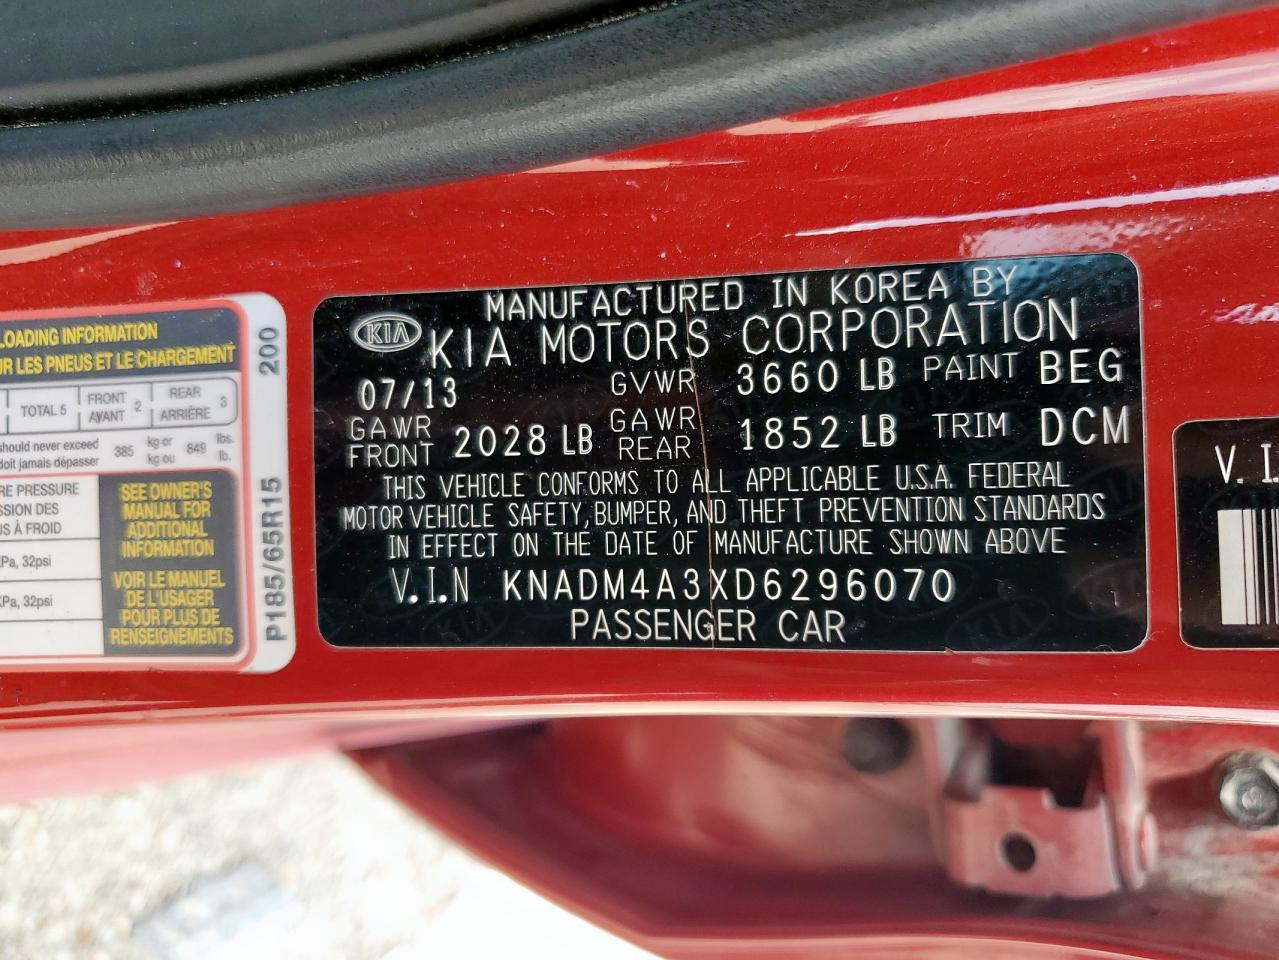 LOADING INFORMATION
UR LES PNEUS ET LE CHARGEMENT
TOTAL 5
FRONT
AVANT 2
REAR
ARRIÈRE 3
should never exceed
doit jamais dépasser
385 kg or
kg ou
849 lbs.
lb.
RE PRESSURE
SSION DES
US À FROID
kPa, 32psi
kPa, 32psi
SEE OWNER'S
MANUAL FOR
ADDITIONAL
INFORMATION
VOIR LE MANUEL
DE L'USAGER
POUR PLUS DE
RENSEIGNEMENTS
P185/65R15 200
MANUFACTURED IN KOREA BY
KIA
KIA MOTORS CORPORATION
07/13 GVWR 3660 LB PAINT BEG
GAWR
FRONT 2028 LB
GAWR
REAR 1852 LB TRIM DCM
THIS VEHICLE CONFORMS TO ALL APPLICABLE U.S.A. FEDERAL
MOTOR VEHICLE SAFETY, BUMPER, AND THEFT PREVENTION STANDARDS
IN EFFECT ON THE DATE OF MANUFACTURE SHOWN ABOVE
V.I.N KNADM4A3XD6296070
PASSENGER CAR
V.I.